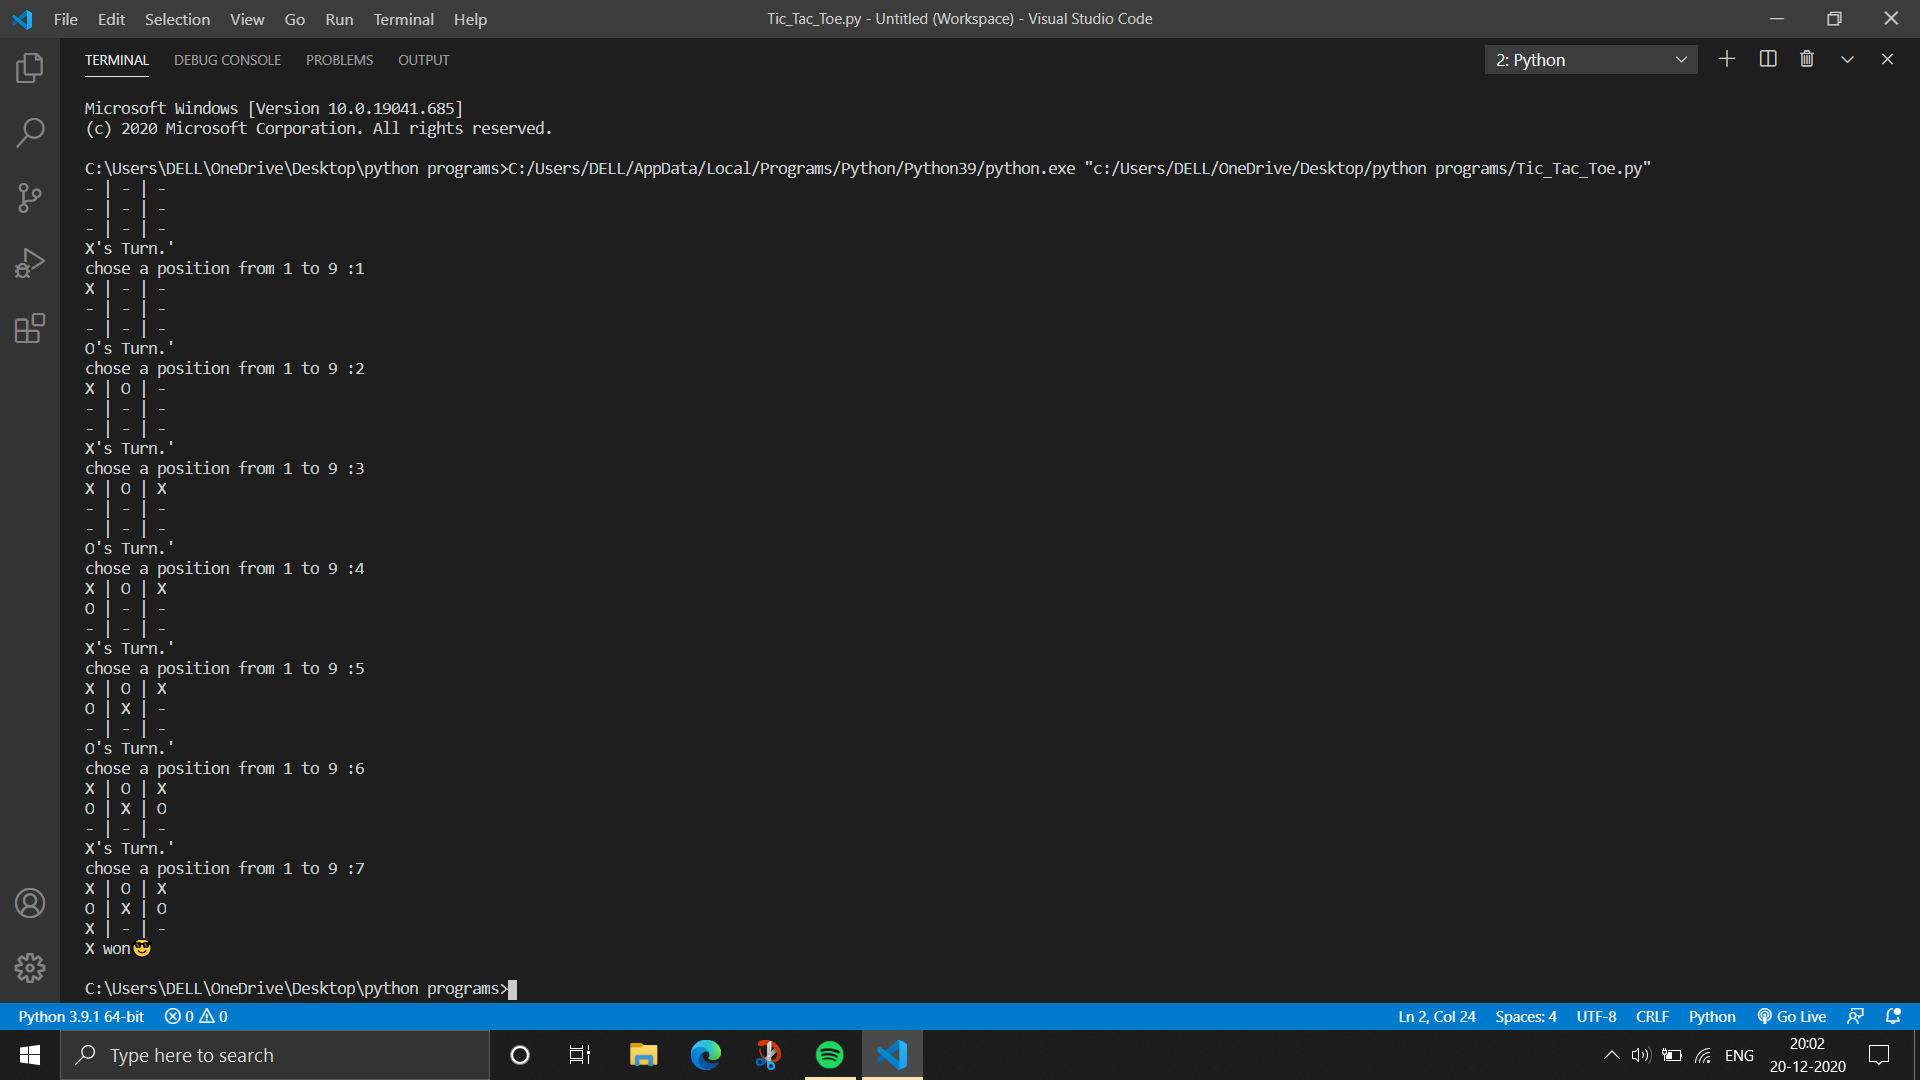 File Edit Selection View Go Run Terminal Help
Tic_Tac_Toe.py - Untitled (Workspace) - Visual Studio Code
TERMINAL DEBUG CONSOLE PROBLEMS OUTPUT
2: Python
Microsoft Windows [Version 10.0.19041.685]
(c) 2020 Microsoft Corporation. All rights reserved.
C:\Users\DELL\OneDrive\Desktop\python programs>C:/Users/DELL/AppData/Local/Programs/Python/Python39/python.exe "c:/Users/DELL/OneDrive/Desktop/python programs/Tic_Tac_Toe.py"
- | - | -
- | - | -
- | - | -
X's Turn.'
chose a position from 1 to 9 :1
X | - | -
- | - | -
- | - | -
O's Turn.'
chose a position from 1 to 9 :2
X | O | -
- | - | -
- | - | -
X's Turn.'
chose a position from 1 to 9 :3
X | O | X
- | - | -
- | - | -
O's Turn.'
chose a position from 1 to 9 :4
X | O | X
O | - | -
- | - | -
X's Turn.'
chose a position from 1 to 9 :5
X | O | X
O | X | -
- | - | -
O's Turn.'
chose a position from 1 to 9 :6
X | O | X
O | X | O
- | - | -
X's Turn.'
chose a position from 1 to 9 :7
X | O | X
O | X | O
X | - | -
X won😎
C:\Users\DELL\OneDrive\Desktop\python programs>
Python 3.9.1 64-bit 0 0 Ln 2, Col 24 Spaces: 4 UTF-8 CRLF Python Go Live
Type here to search
ENG
20:02
20-12-2020